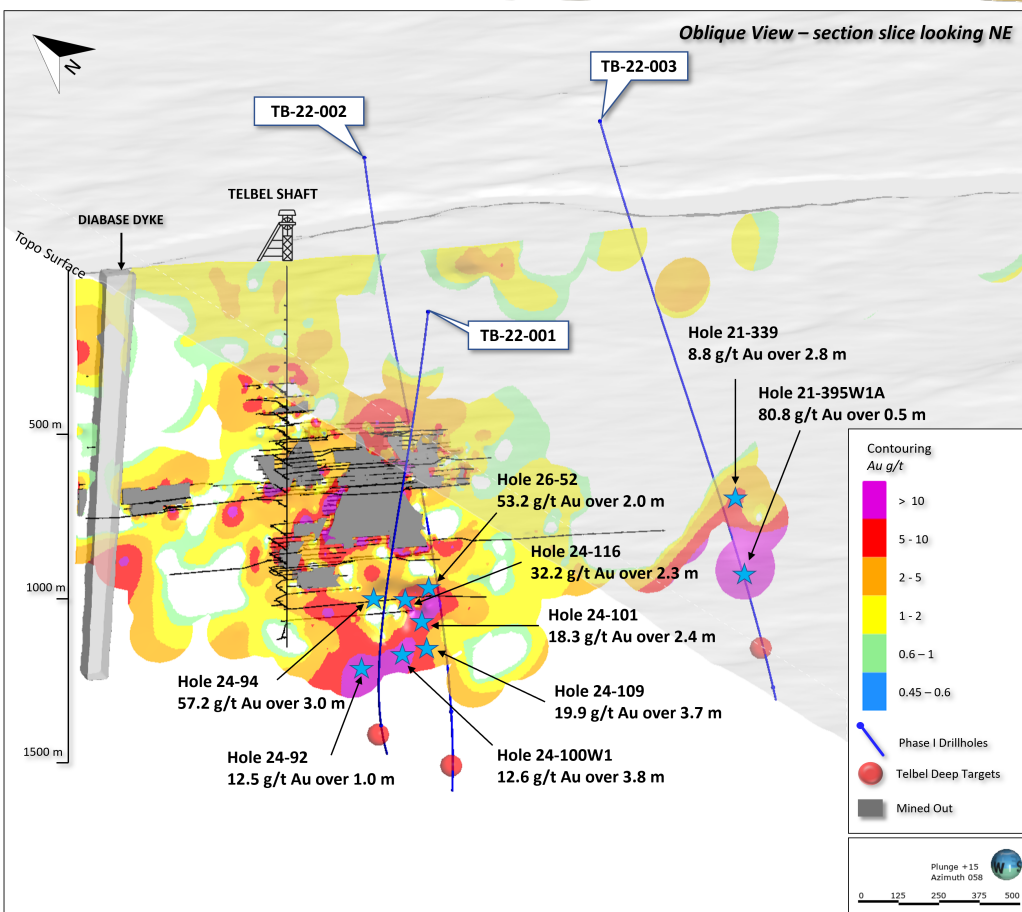 Oblique View – section slice looking NE
N
TB-22-003
TB-22-002
TELBEL SHAFT
DIABASE DYKE
Topo Surface
TB-22-001
Hole 21-339
8.8 g/t Au over 2.8 m
Hole 21-395W1A
80.8 g/t Au over 0.5 m
500 m
1000 m
1500 m
Hole 26-52
53.2 g/t Au over 2.0 m
Hole 24-116
32.2 g/t Au over 2.3 m
Hole 24-101
18.3 g/t Au over 2.4 m
Hole 24-94
57.2 g/t Au over 3.0 m
Hole 24-109
19.9 g/t Au over 3.7 m
Hole 24-92
12.5 g/t Au over 1.0 m
Hole 24-100W1
12.6 g/t Au over 3.8 m
Contouring
Au g/t
> 10
5 - 10
2 - 5
1 - 2
0.6 – 1
0.45 – 0.6
Phase I Drillholes
Telbel Deep Targets
Mined Out
Plunge +15
Azimuth 058
W S
0 125 250 375 500